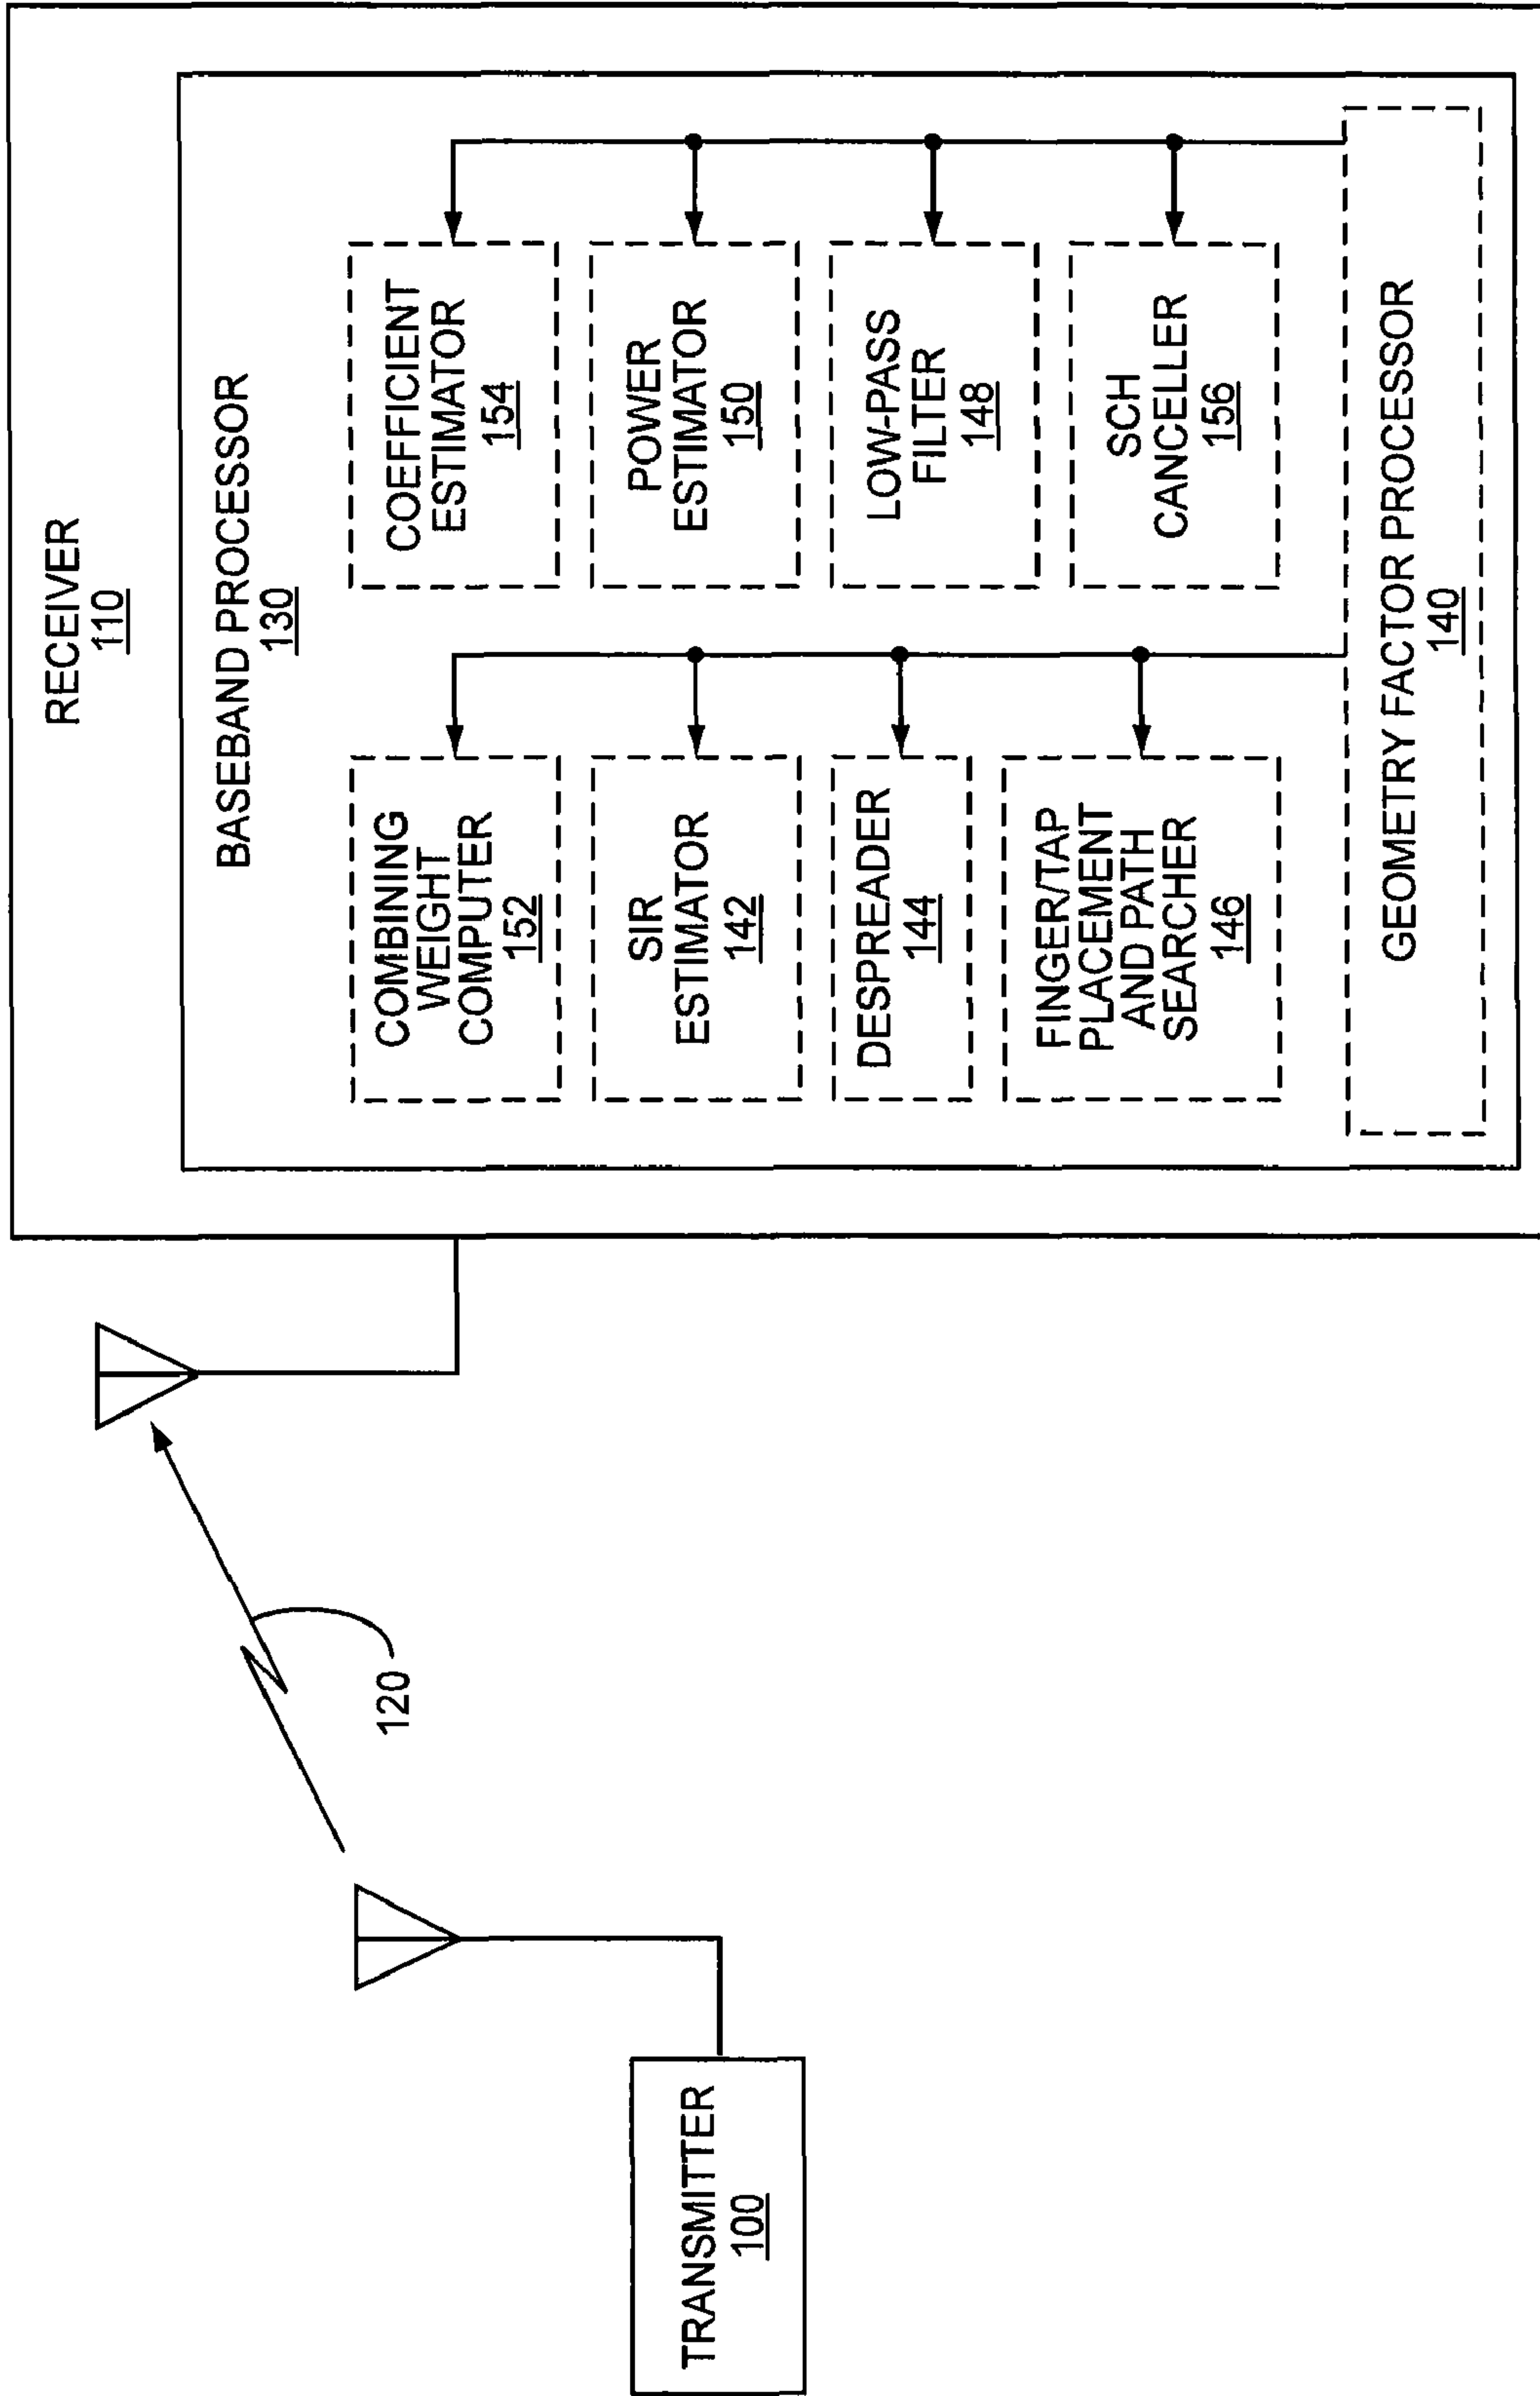 RECEIVER
110
BASEBAND PROCESSOR
130
COMBINING
WEIGHT
COMPUTER
152
COEFFICIENT
ESTIMATOR
154
SIR
ESTIMATOR
142
POWER
ESTIMATOR
150
DESPREADER
144
LOW-PASS
FILTER
148
FINGER/TAP
PLACEMENT
AND PATH
SEARCHER
146
SCH
CANCELLER
156
GEOMETRY FACTOR PROCESSOR
140
120
TRANSMITTER
100